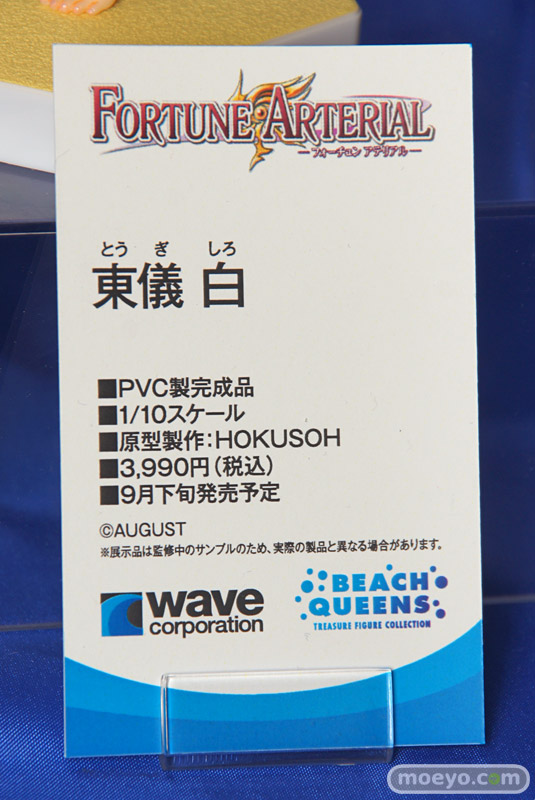 FORTUNE ARTERIAL
フォーチュン アテリアル
とう ぎ しろ
東儀 白
■PVC製完成品
■1/10スケール
■原型製作：HOKUSOH
■3,990円（税込）
■9月下旬発売予定
©AUGUST
※展示品は監修中のサンプルのため、実際の製品と異なる場合があります。
wave
corporation
BEACH
QUEENS
TREASURE FIGURE COLLECTION
moeyo.com